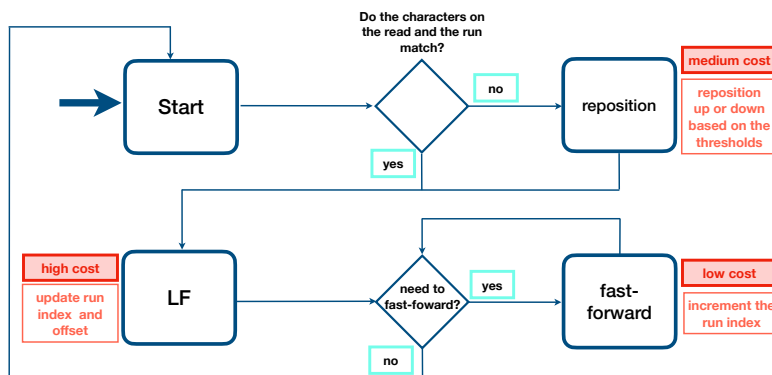 Do the characters on
the read and the run
match?
Start
no
reposition
medium cost
reposition
up or down
based on the
thresholds
yes
high cost
update run
index and
offset
LF
need to
fast-foward?
yes
fast-
forward
low cost
increment the
run index
no